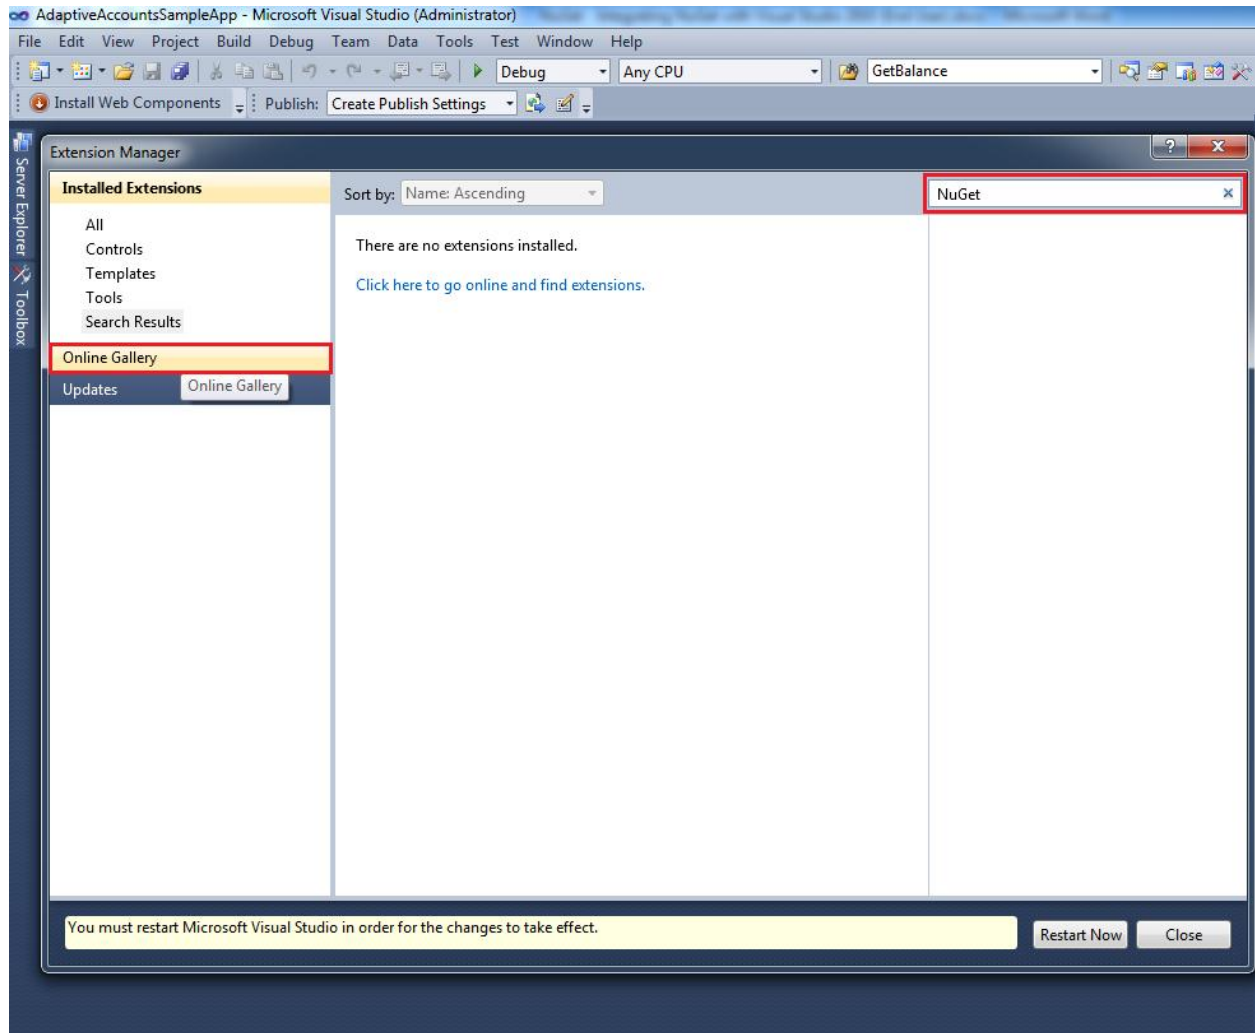 AdaptiveAccountsSampleApp - Microsoft Visual Studio (Administrator)
File Edit View Project Build Debug Team Data Tools Test Window Help
Debug Any CPU GetBalance
Install Web Components Publish: Create Publish Settings
Server Explorer
Toolbox
Extension Manager
Installed Extensions
Sort by: Name: Ascending
NuGet
All
Controls
Templates
Tools
Search Results
There are no extensions installed.
Click here to go online and find extensions.
Online Gallery
Updates
Online Gallery
You must restart Microsoft Visual Studio in order for the changes to take effect.
Restart Now Close